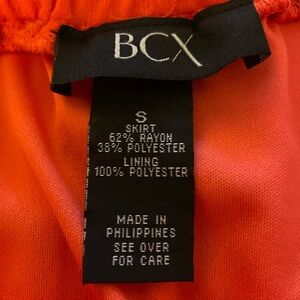 BCX
S
SKIRT
62% RAYON
38% POLYESTER
LINING
100% POLYESTER
MADE IN
PHILIPPINES
SEE OVER
FOR CARE